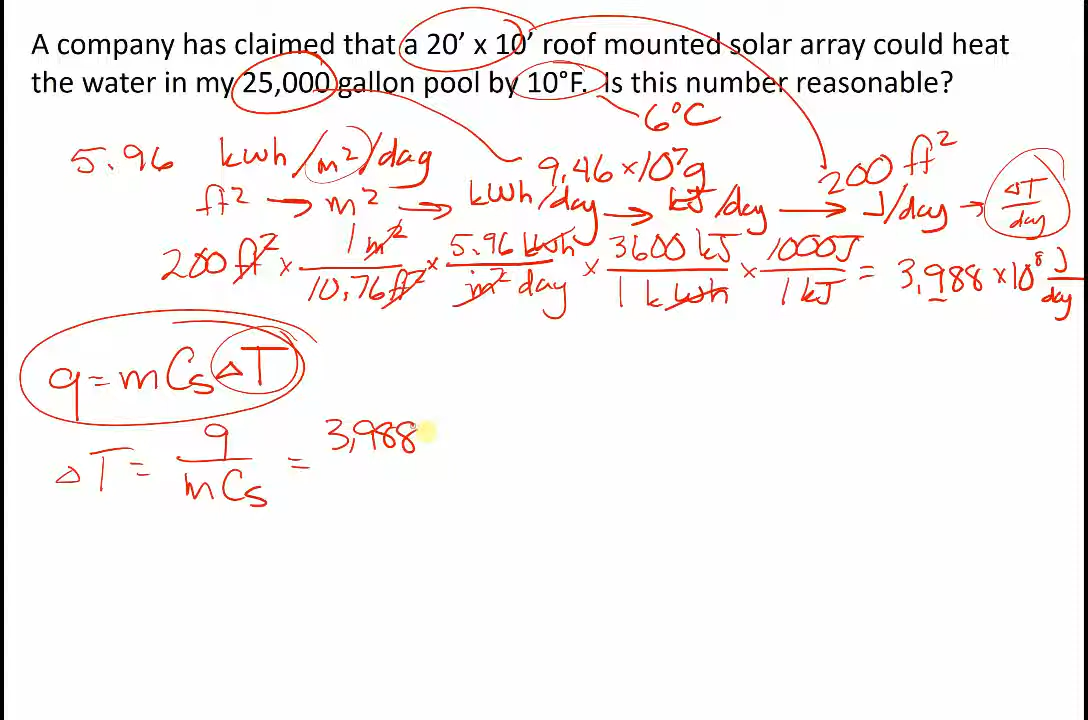 A company has claimed that a 20' x 10' roof mounted solar array could heat
the water in my 25,000 gallon pool by 10°F. Is this number reasonable?
6°C
5.96 kwh/m²/day 9.46 × 10⁷g 200 ft²
ft² → m² → kwh/day → kJ/day → J/day → ΔT/day
200 ft² × 1 m²/10.76 ft² × 5.96 kwh/m² day × 3600 kJ/1 k kwh × 1000J/1 kJ = 3,988 × 10⁸ J/day
q = mCsΔT
ΔT = q/mCs = 3,988